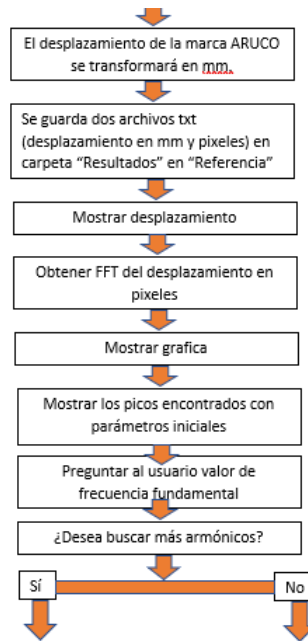 El desplazamiento de la marca ARUCO
se transformará en mm.
Se guarda dos archivos txt
(desplazamiento en mm y pixeles) en
carpeta “Resultados” en “Referencia”
Mostrar desplazamiento
Obtener FFT del desplazamiento en
pixeles
Mostrar grafica
Mostrar los picos encontrados con
parámetros iniciales
Preguntar al usuario valor de
frecuencia fundamental
¿Desea buscar más armónicos?
Sí
No